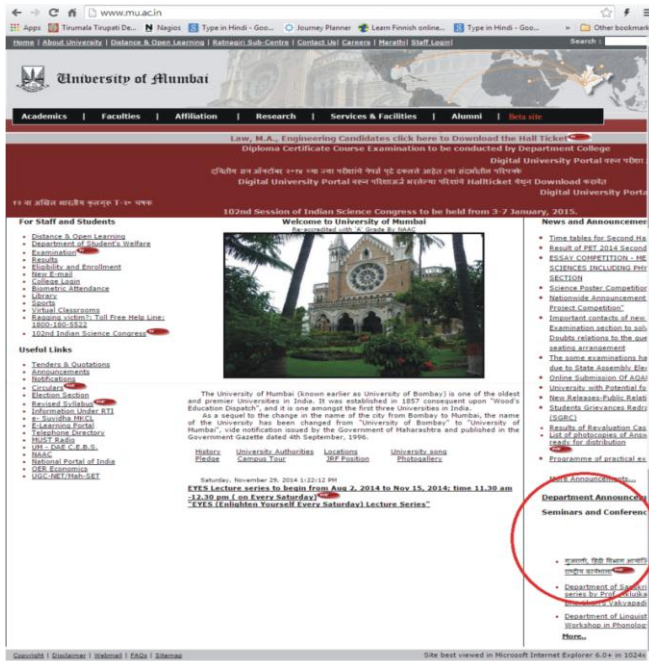 www.mu.ac.in
Apps Tirumala Tirupati De... Nagios Type in Hindi - Goo... Journey Planner Learn Finnish online... Type in Hindi - Goo... » Other bookmark
Home | About University | Distance & Open Learning | Ratnagiri Sub-Centre | Contact Us| Careers | Marathi| Staff Login| Search :
University of Mumbai
Academics | Faculties | Affiliation | Research | Services & Facilities | Alumni | Beta site
Law, M.A., Engineering Candidates click here to Download the Hall Ticket
Diploma Certificate Course Examination to be conducted by Department College
Digital University Portal
Digital University Portal Hallticket Download
Digital University Porta
102nd Session of Indian Science Congress to be held from 3-7 January, 2015.
For Staff and Students
Distance & Open Learning
Department of Student's Welfare
Examination
Results
Eligibility and Enrollment
New E-mail
College Login
Biometric Attendance
Library
Sports
Virtual Classrooms
Ragging victim?: Toll Free Help Line:
1800-180-5522
102nd Indian Science Congress
Useful Links
Tenders & Quotations
Announcements
Notifications
Circulars
Election Section
Revised Syllabus
Information Under RTI
e- Suvidha MKCL
E-Learning Portal
Telephone Directory
MUST Radio
UM - DAE C.E.B.S.
NAAC
National Portal of India
OER Economics
UGC-NET/Mah-SET
Welcome to University of Mumbai
Re-accredited with 'A' Grade By NAAC
The University of Mumbai (known earlier as University of Bombay) is one of the oldest
and premier Universities in India. It was established in 1857 consequent upon "Wood's
Education Dispatch", and it is one amongst the first three Universities in India.
As a sequel to the change in the name of the city from Bombay to Mumbai, the name
of the University has been changed from "University of Bombay" to "University of
Mumbai", vide notification issued by the Government of Maharashtra and published in the
Government Gazette dated 4th September, 1996.
History University Authorities Locations University song
Pledge Campus Tour JRF Position Photogallery
Saturday, November 29, 2014 1:22:12 PM
EYES Lecture series to begin from Aug 2, 2014 to Nov 15, 2014; time 11.30 am
-12.30 pm ( on Every Saturday)
"EYES (Enlighten Yourself Every Saturday) Lecture Series"
News and Announcemen
Time tables for Second Ha
Result of PET 2014 Second
ESSAY COMPETITION - ME
SCIENCES INCLUDING PHY
SECTION
Science Poster Competition
Nationwide Announcement
Project Competition"
Important contacts of new
Examination section to solv
Doubts relations to the que
seating arrangement
The some examinations ha
due to State Assembly Elec
Online Submission Of AQAR
University with Potential fo
New Releases-Public Relati
Students Grievances Redre
(SGRC)
Results of Revaluation Cas
List of photocopies of Answ
ready for distribution
Programme of practical ex
More Announcements...
Department Announcem
Seminars and Conferenc
Department of Sanskri
series by Prof.
Department of Linguist
Workshop in Phonology
More..
Copyright | Disclaimer | Webmail | FAQs | Sitemap
Site best viewed in Microsoft Internet Explorer 6.0+ in 1024x